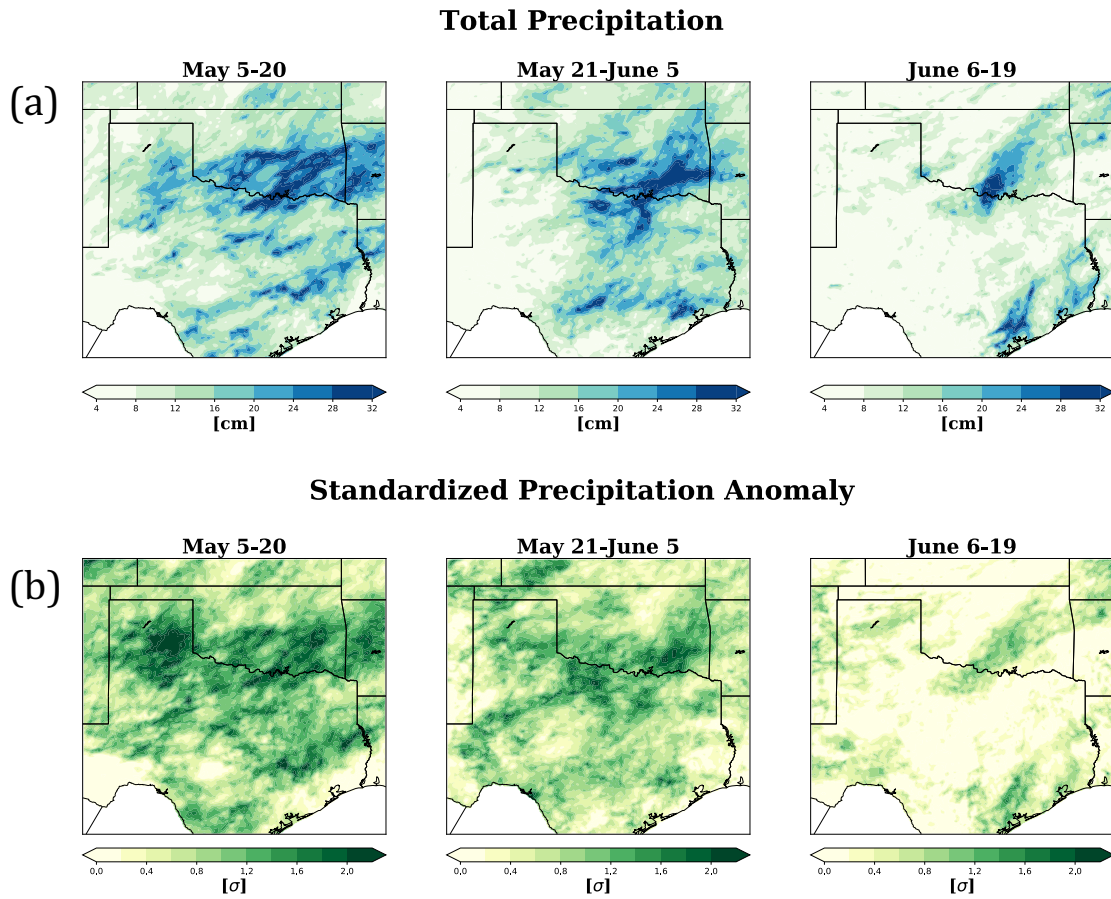 Total Precipitation
May 5-20
May 21-June 5
June 6-19
(a)
4 8 12 16 20 24 28 32
4 8 12 16 20 24 28 32
4 8 12 16 20 24 28 32
[cm]
[cm]
[cm]
Standardized Precipitation Anomaly
May 5-20
May 21-June 5
June 6-19
(b)
0,0 0,4 0,8 1,2 1,6 2,0
0,0 0,4 0,8 1,2 1,6 2,0
0,0 0,4 0,8 1,2 1,6 2,0
[σ]
[σ]
[σ]